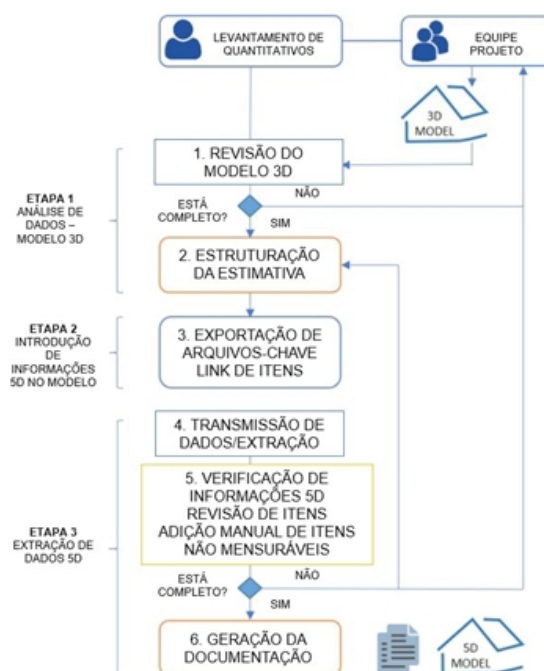 LEVANTAMENTO DE
QUANTITATIVOS
EQUIPE
PROJETO
3D
MODEL
1. REVISÃO DO
MODELO 3D
NÃO
ESTÁ
COMPLETO?
SIM
ETAPA 1
ANÁLISE DE
DADOS –
MODELO 3D
2. ESTRUTURAÇÃO
DA ESTIMATIVA
ETAPA 2
INTRODUÇÃO
DE
INFORMAÇÕES
5D NO MODELO
3. EXPORTAÇÃO DE
ARQUIVOS-CHAVE
LINK DE ITENS
4. TRANSMISSÃO DE
DADOS/EXTRAÇÃO
5. VERIFICAÇÃO DE
INFORMAÇÕES 5D
REVISÃO DE ITENS
ADIÇÃO MANUAL DE ITENS
NÃO MENSURÁVEIS
ETAPA 3
EXTRAÇÃO DE
DADOS 5D
ESTÁ
COMPLETO?
NÃO
SIM
6. GERAÇÃO DA
DOCUMENTAÇÃO
5D
MODEL